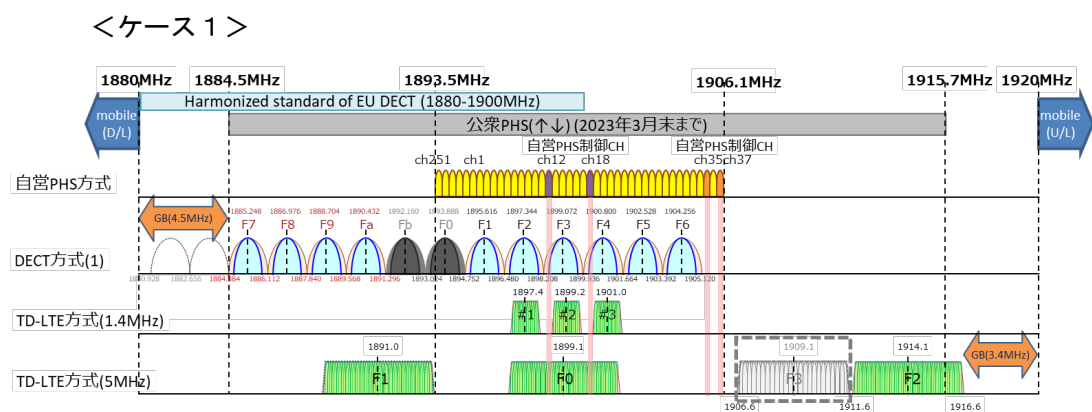 ＜ケース１＞
1880MHz
1884.5MHz
1893.5MHz
1906.1MHz
1915.7MHz
1920MHz
mobile
(D/L)
Harmonized standard of EU DECT (1880-1900MHz)
mobile
(U/L)
公衆PHS(↑↓) (2023年3月末まで)
自営PHS制御CH
自営PHS制御CH
ch251
ch1
ch12
ch18
ch35
ch37
自営PHS方式
GB(4.5MHz)
1885.248
1886.976
1888.704
1890.432
1892.160
1893.888
1895.616
1897.344
1899.072
1900.800
1902.528
1904.256
F7
F8
F9
Fa
Fb
F0
F1
F2
F3
F4
F5
F6
DECT方式(1)
1880.928
1882.656
1884.384
1886.112
1887.840
1889.568
1891.296
1893.024
1894.752
1896.480
1898.208
1899.936
1901.664
1903.392
1905.120
1897.4
1899.2
1901.0
#1
#2
#3
TD-LTE方式(1.4MHz)
1891.0
1899.1
1909.1
1914.1
GB(3.4MHz)
TD-LTE方式(5MHz)
F1
F0
F3
F2
1906.6
1911.6
1916.6